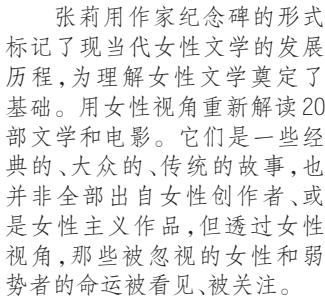 张莉用作家纪念碑的形式
标记了现当代女性文学的发展
历程，为理解女性文学奠定了
基础。用女性视角重新解读20
部文学和电影。它们是一些经
典的、大众的、传统的故事，也
并非全部出自女性创作者、或
是女性主义作品，但透过女性
视角，那些被忽视的女性和弱
势者的命运被看见、被关注。